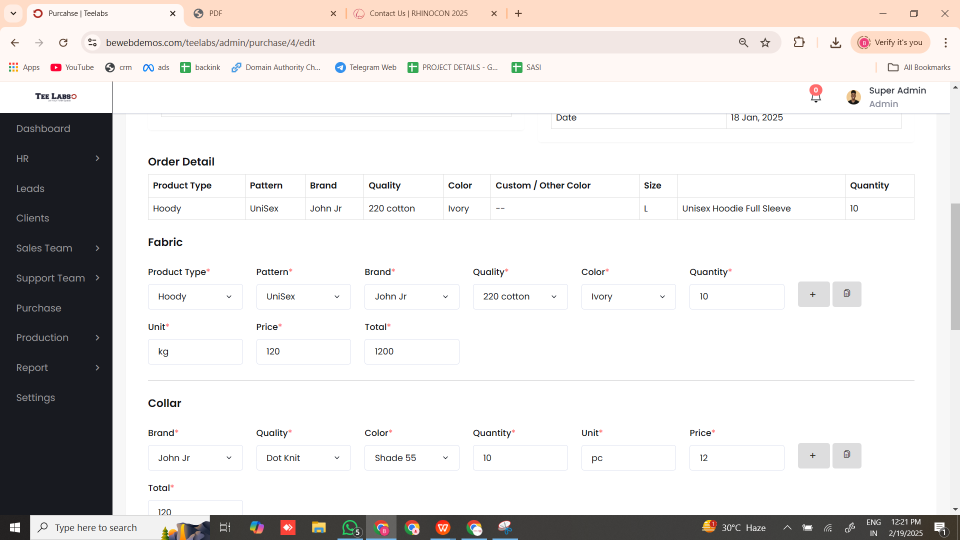 Purcahse | Teelabs
PDF
Contact Us | RHINOCON 2025
bewebdemos.com/teelabs/admin/purchase/4/edit
Verify it's you
Apps
YouTube
crm
ads
backink
Domain Authority Ch...
Telegram Web
PROJECT DETAILS - G...
SASI
All Bookmarks
TEE LABS
0
Super Admin
Admin
Dashboard
HR
Leads
Clients
Sales Team
Support Team
Purchase
Production
Report
Settings
Date 18 Jan, 2025
Order Detail
Product Type Pattern Brand Quality Color Custom / Other Color Size Quantity
Hoody UniSex John Jr 220 cotton Ivory -- L Unisex Hoodie Full Sleeve 10
Fabric
Product Type* Pattern* Brand* Quality* Color* Quantity*
Hoody UniSex John Jr 220 cotton Ivory 10 +
Unit* Price* Total*
kg 120 1200
Collar
Brand* Quality* Color* Quantity* Unit* Price*
John Jr Dot Knit Shade 55 10 pc 12 +
Total*
120
Type here to search
5
30°C Haze
ENG
IN
12:21 PM
2/19/2025
1